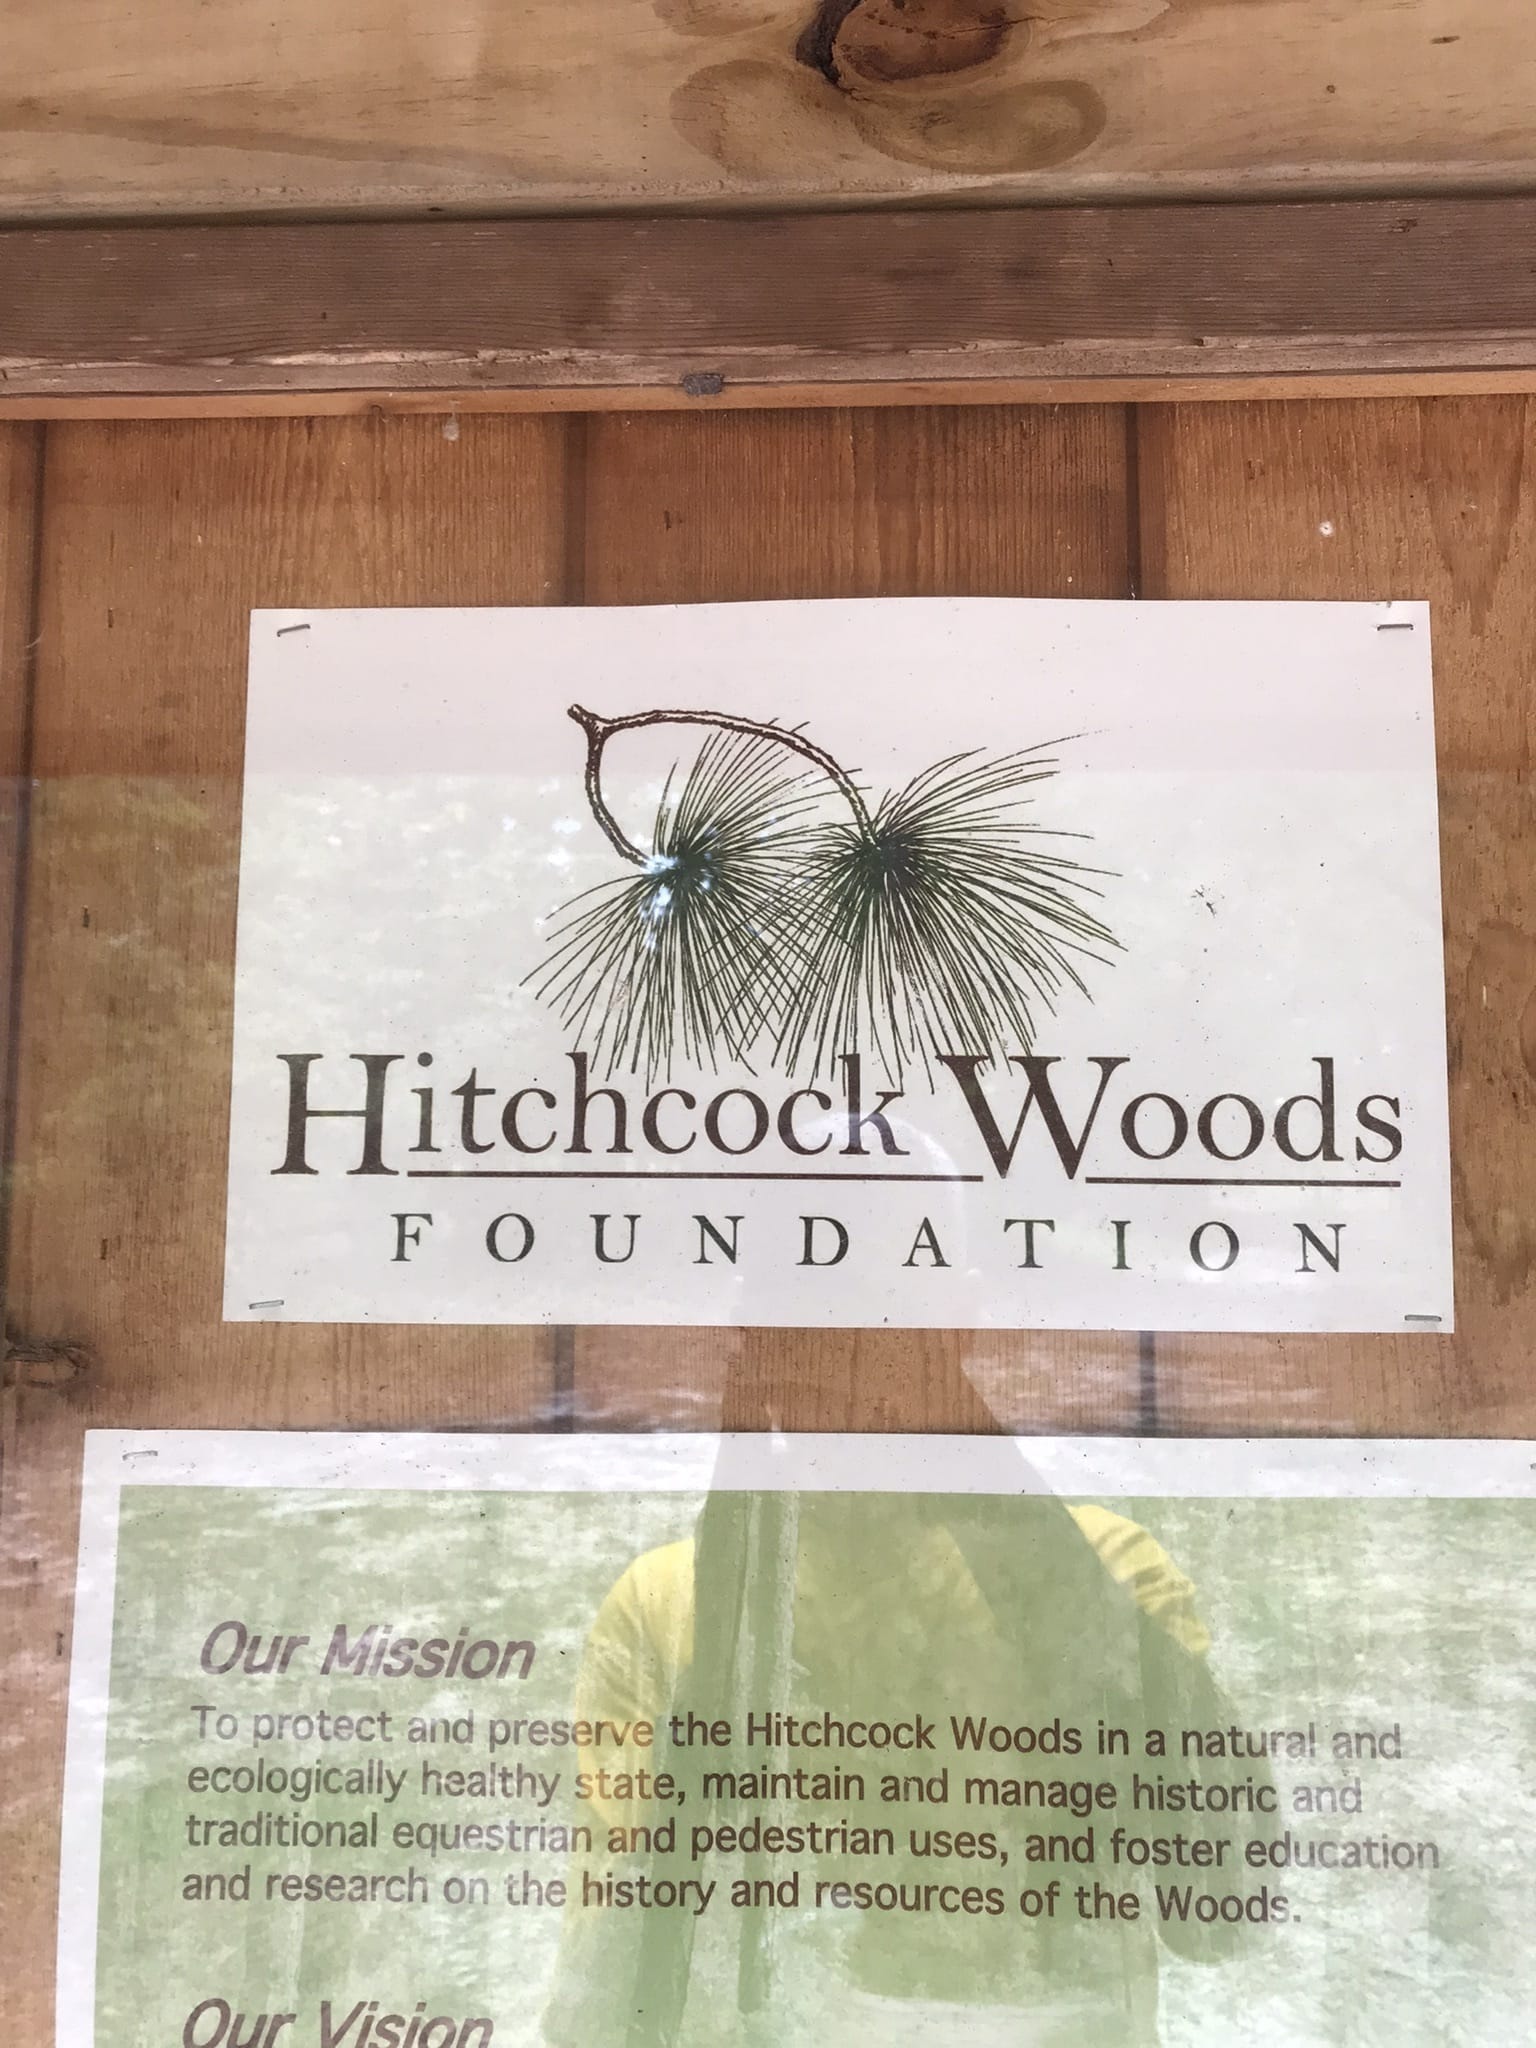 Hitchcock Woods
FOUNDATION
Our Mission
To protect and preserve the Hitchcock Woods in a natural and
ecologically healthy state, maintain and manage historic and
traditional equestrian and pedestrian uses, and foster education
and research on the history and resources of the Woods.
Our Vision